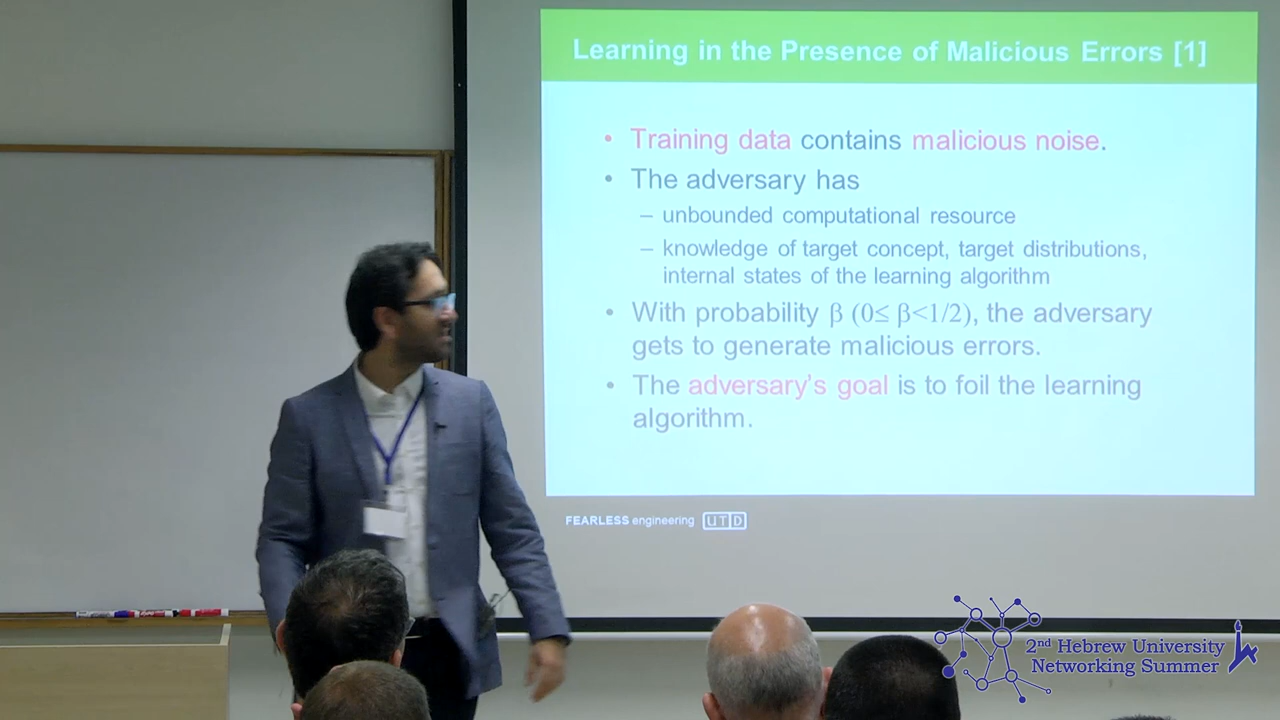 Learning in the Presence of Malicious Errors [1]
• Training data contains malicious noise.
• The adversary has
– unbounded computational resource
– knowledge of target concept, target distributions,
internal states of the learning algorithm
• With probability β (0≤ β<1/2), the adversary
gets to generate malicious errors.
• The adversary's goal is to foil the learning
algorithm.
FEARLESS engineering UTD
2nd Hebrew University
Networking Summer